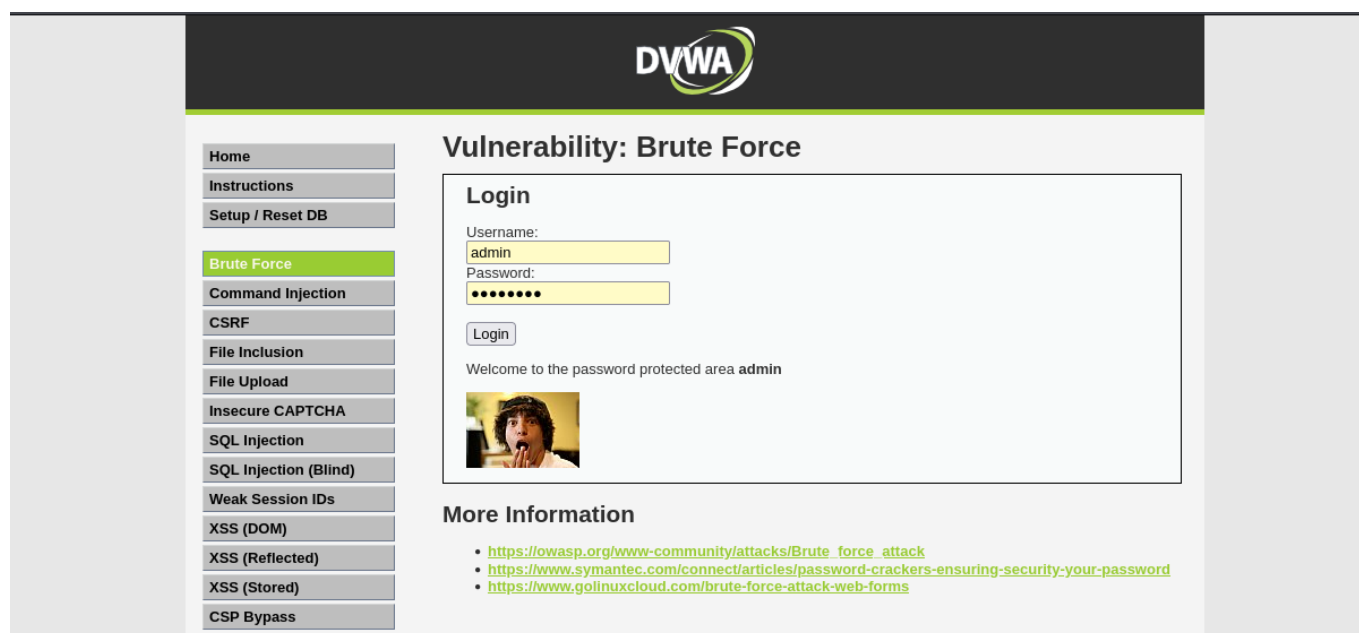 DVWA
Vulnerability: Brute Force
Home
Instructions
Setup / Reset DB
Brute Force
Command Injection
CSRF
File Inclusion
File Upload
Insecure CAPTCHA
SQL Injection
SQL Injection (Blind)
Weak Session IDs
XSS (DOM)
XSS (Reflected)
XSS (Stored)
CSP Bypass
Login
Username:
admin
Password:
••••••••
Login
Welcome to the password protected area admin
More Information
• https://owasp.org/www-community/attacks/Brute_force_attack
• https://www.symantec.com/connect/articles/password-crackers-ensuring-security-your-password
• https://www.golinuxcloud.com/brute-force-attack-web-forms